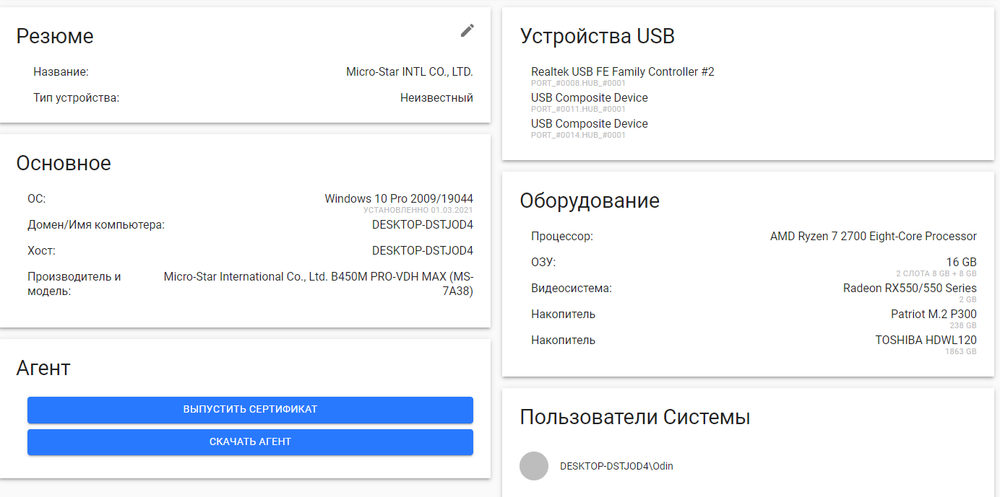 Резюме
Название: Micro-Star INTL CO., LTD.
Тип устройства: Неизвестный
Основное
ОС: Windows 10 Pro 2009/19044
УСТАНОВЛЕННО 01.03.2021
Домен/Имя компьютера: DESKTOP-DSTJOD4
Хост: DESKTOP-DSTJOD4
Производитель и Micro-Star International Co., Ltd. B450M PRO-VDH MAX (MS-
модель: 7A38)
Агент
ВЫПУСТИТЬ СЕРТИФИКАТ
СКАЧАТЬ АГЕНТ
Устройства USB
Realtek USB FE Family Controller #2
PORT_#0008.HUB_#0001
USB Composite Device
PORT_#0011.HUB_#0001
USB Composite Device
PORT_#0014.HUB_#0001
Оборудование
Процессор: AMD Ryzen 7 2700 Eight-Core Processor
ОЗУ: 16 GB
2 СЛОТА 8 GB + 8 GB
Видеосистема: Radeon RX550/550 Series
2 GB
Накопитель Patriot M.2 P300
238 GB
Накопитель TOSHIBA HDWL120
1863 GB
Пользователи Системы
DESKTOP-DSTJOD4\Odin